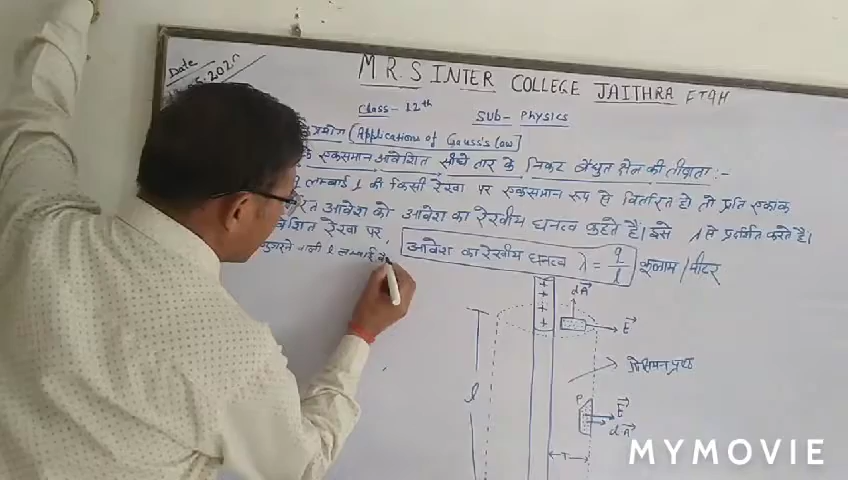 Date
M R.S INTER COLLEGE JAITHRA ETAH
Class - 12th
Sub- Physics
(Applications of Gauss's Law)
एकसमान आवेशित सीधे तार के निकट वैधुत क्षेत्र की तीव्रता :-
लम्बाई l की किसी रेखा पर एकसमान रूप से वितरित हो तो प्रति एकांक
आवेश को आवेश का रेखीय घनत्व कहते हैं। इसे λ से प्रदर्शित करते हैं।
रेखा पर,
आवेश का रेखीय घनत्व λ = q/l कूलाम/मीटर
वाली l लम्बाई
+
+
+
+
dA→
E→
l
P
E→
dA→
r
MYMOVIE